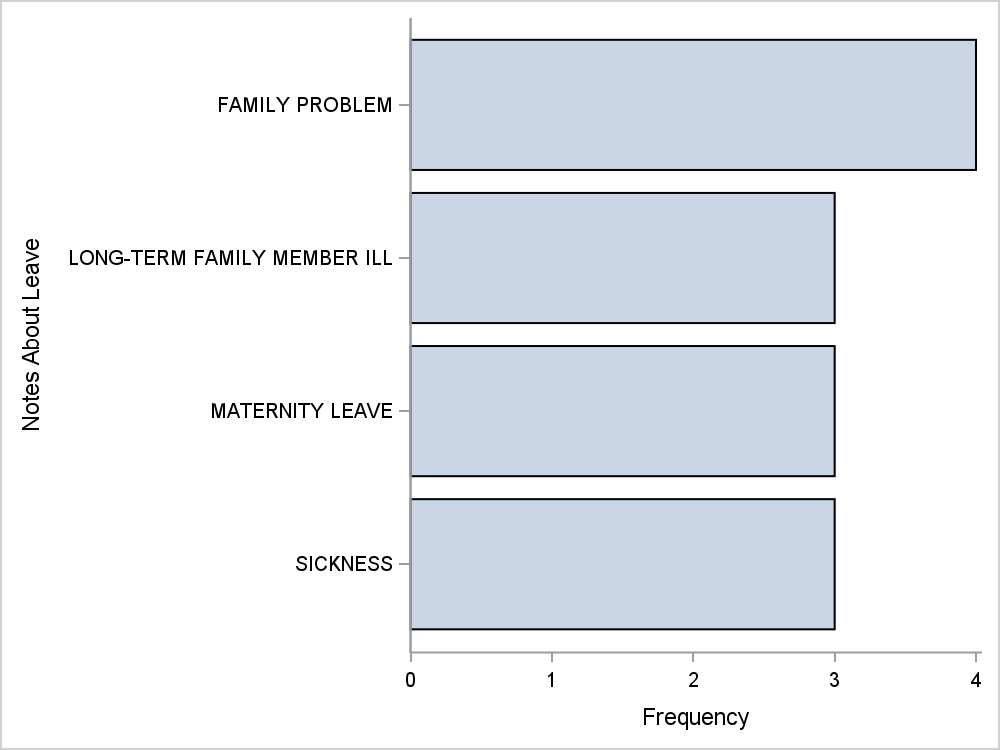 FAMILY PROBLEM
LONG-TERM FAMILY MEMBER ILL
MATERNITY LEAVE
SICKNESS
Notes About Leave
0 1 2 3 4
Frequency